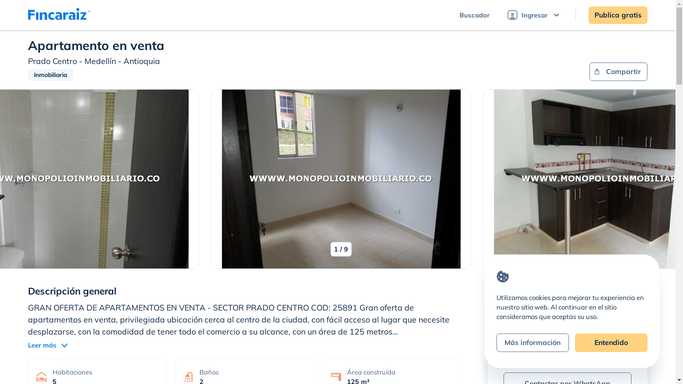 Fincaraiz
Buscador
Ingresar
Publica gratis
Apartamento en venta
Prado Centro - Medellín - Antioquia
Inmobiliaria
Compartir
WWW.MONOPOLIOINMOBILIARIO.CO
WWW.MONOPOLIOINMOBILIARIO.CO
WWW.MONOPOLIOINMOBILIARIO.CO
1 / 9
Descripción general
GRAN OFERTA DE APARTAMENTOS EN VENTA - SECTOR PRADO CENTRO COD: 25891 Gran oferta de
apartamentos en venta, privilegiada ubicación cerca al centro de la ciudad, con fácil acceso al lugar que necesite
desplazarse, con la comodidad de tener todo el comercio a su alcance, con un área de 125 metros...
Leer más
Habitaciones
5
Baños
2
Área construida
125 m²
Utilizamos cookies para mejorar tu experiencia en
nuestro sitio web. Al continuar en el sitio
consideramos que aceptas su uso.
Más información
Entendido
Contactar por WhatsApp